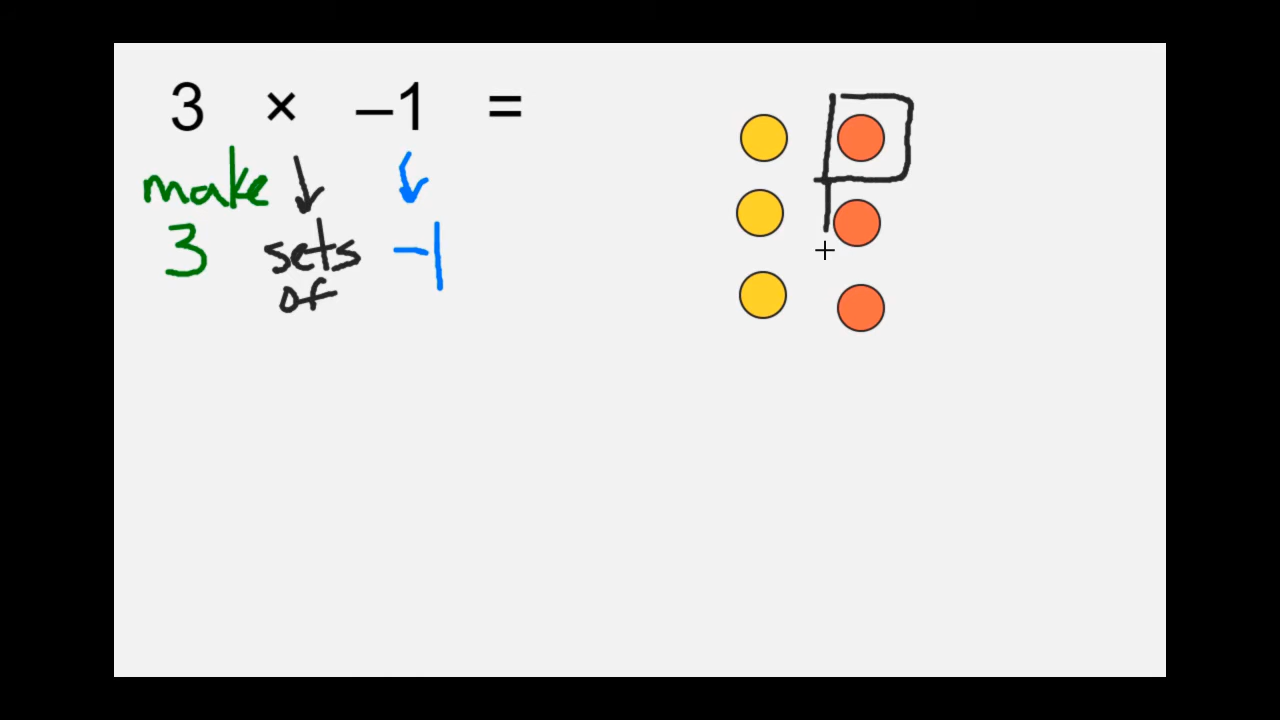 3 × –1 =
make
3 sets -1
of